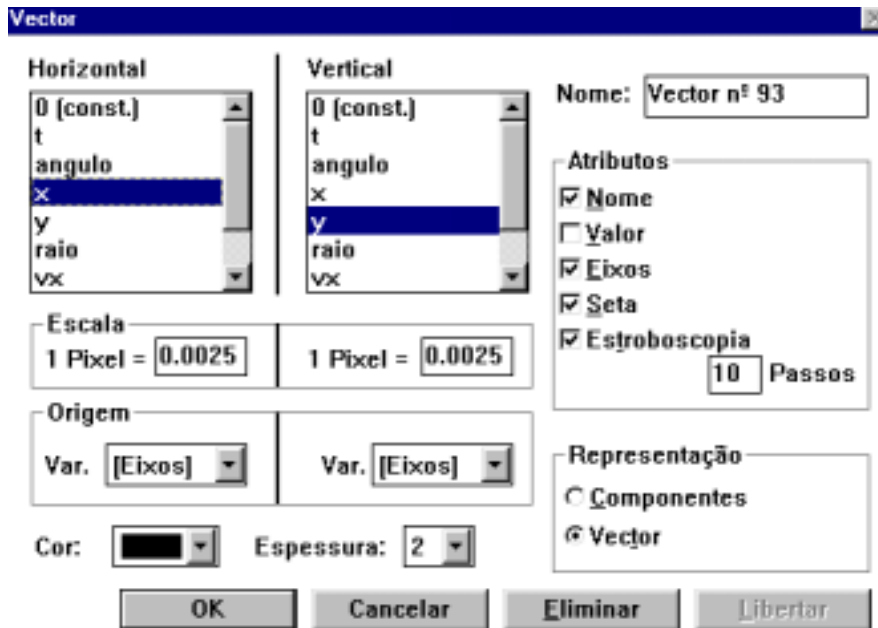 Vector
Horizontal
0 (const.)
t
angulo
x
y
raio
vx
Vertical
0 (const.)
t
angulo
x
y
raio
vx
Nome: Vector nº 93
Atributos
Nome
Valor
Eixos
Seta
Estroboscopia
10 Passos
Escala
1 Pixel = 0.0025
1 Pixel = 0.0025
Origem
Var. [Eixos]
Var. [Eixos]
Representação
Componentes
Vector
Cor:
Espessura: 2
OK
Cancelar
Eliminar
Libertar